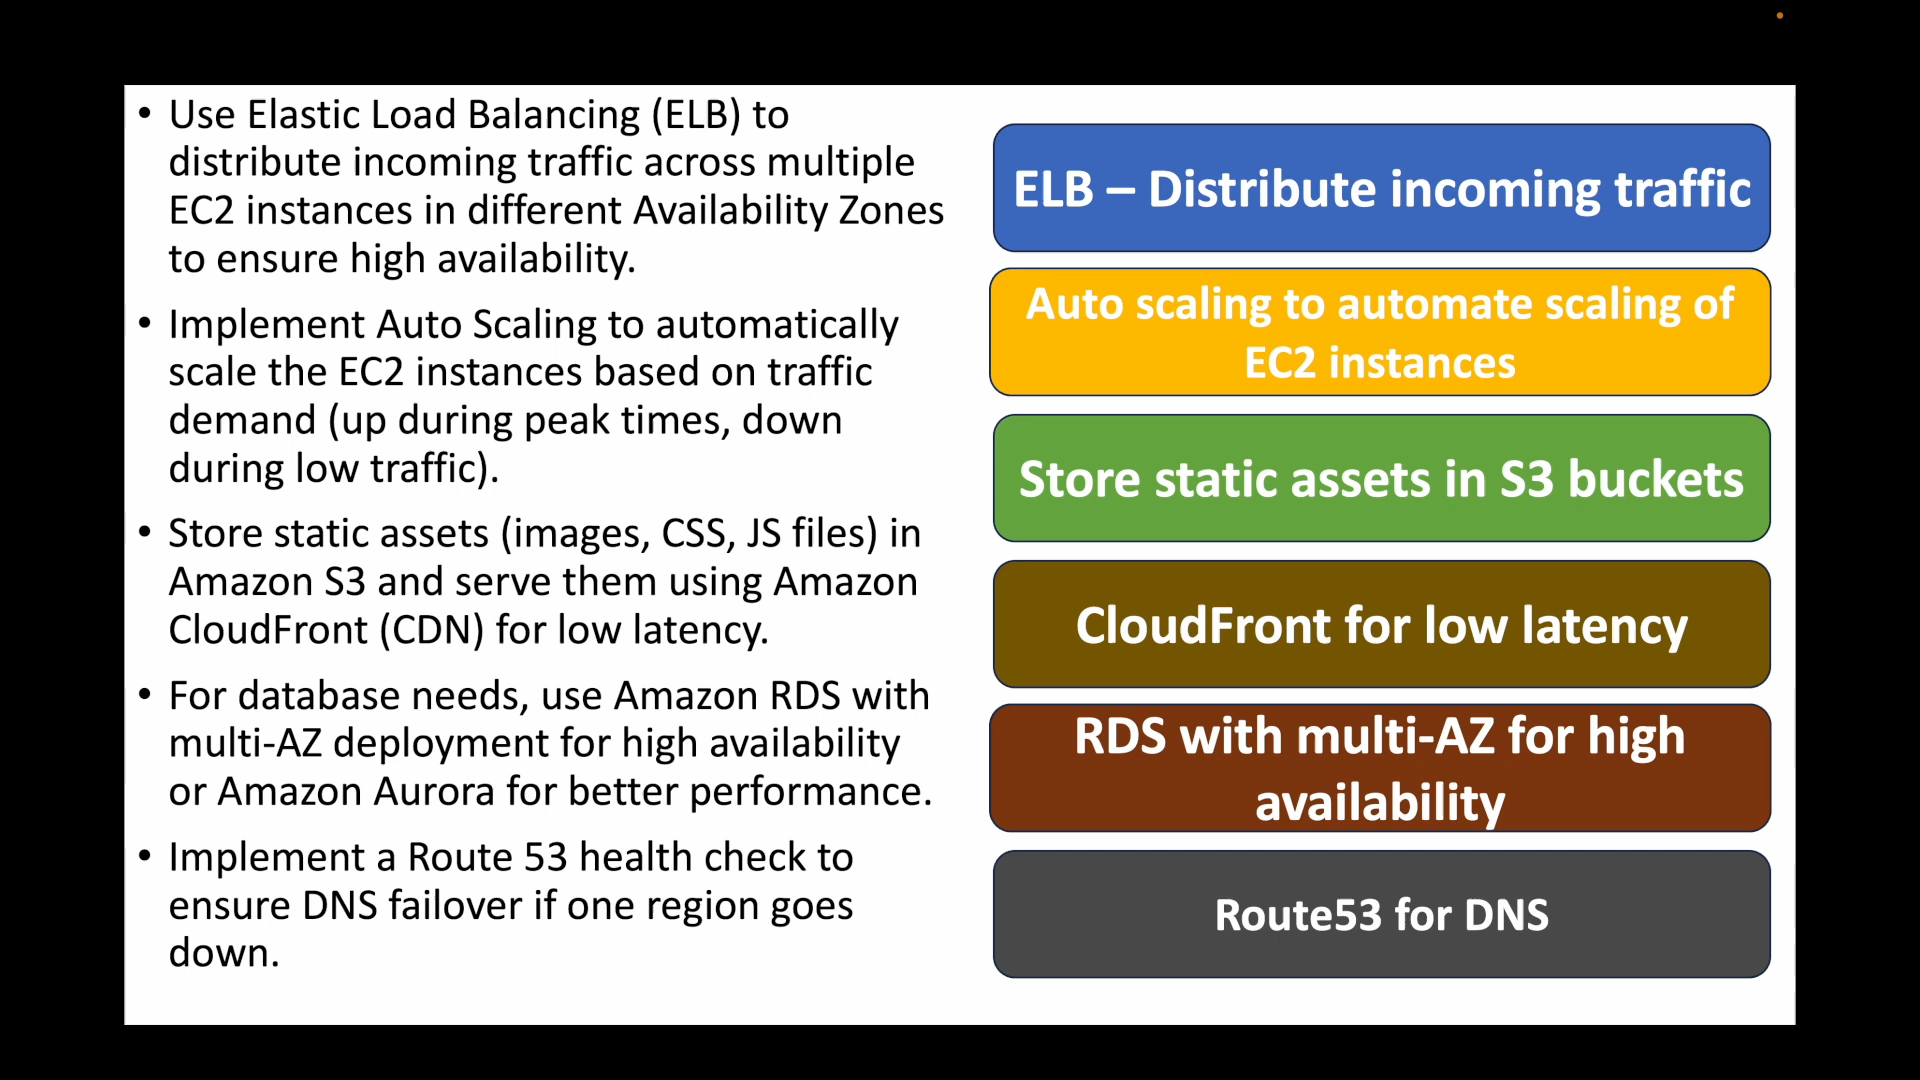 • Use Elastic Load Balancing (ELB) to
distribute incoming traffic across multiple
EC2 instances in different Availability Zones
to ensure high availability.
• Implement Auto Scaling to automatically
scale the EC2 instances based on traffic
demand (up during peak times, down
during low traffic).
• Store static assets (images, CSS, JS files) in
Amazon S3 and serve them using Amazon
CloudFront (CDN) for low latency.
• For database needs, use Amazon RDS with
multi-AZ deployment for high availability
or Amazon Aurora for better performance.
• Implement a Route 53 health check to
ensure DNS failover if one region goes
down.
ELB – Distribute incoming traffic
Auto scaling to automate scaling of
EC2 instances
Store static assets in S3 buckets
CloudFront for low latency
RDS with multi-AZ for high
availability
Route53 for DNS